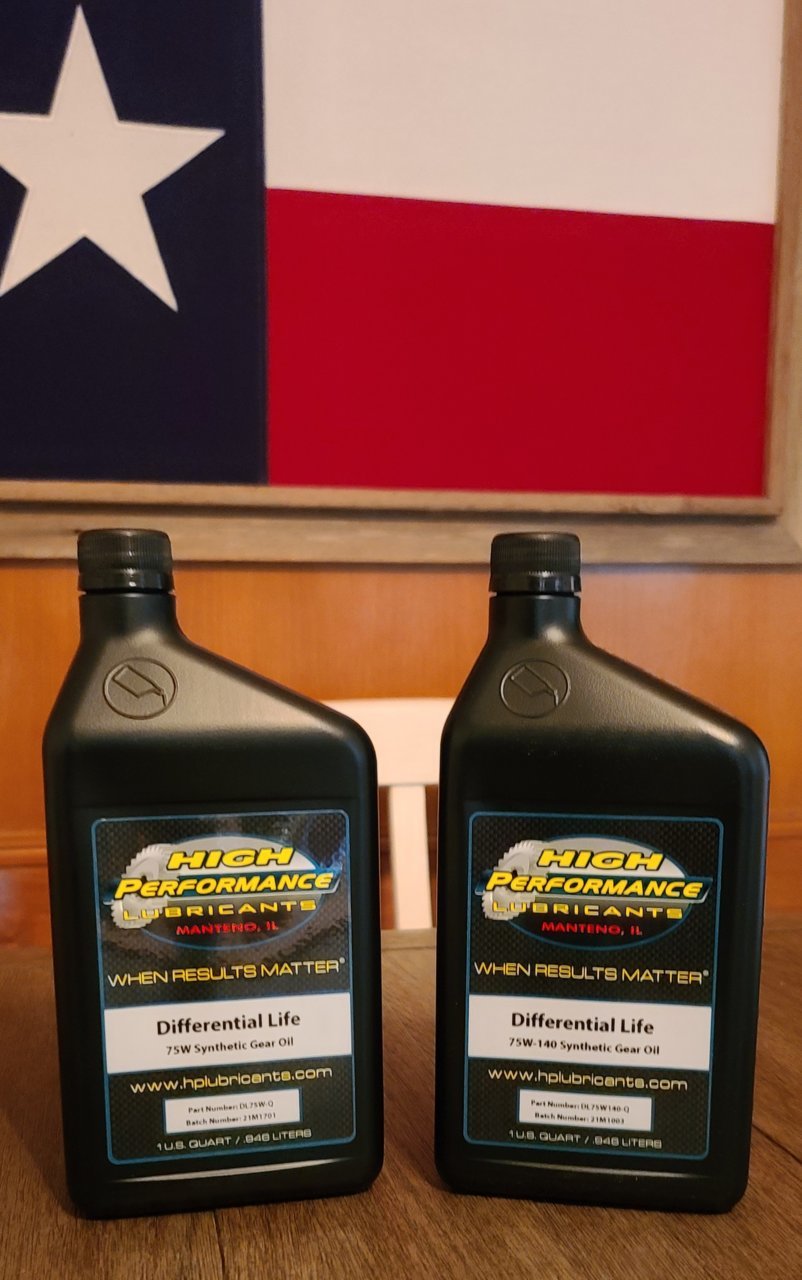 HIGH
PERFORMANCE
LUBRICANTS
MANTENO, IL
WHEN RESULTS MATTER®
Differential Life
75W Synthetic Gear Oil
www.hplubricants.com
Part Number: DL75W-Q
Batch Number: 21M1701
1 U.S. QUART / .946 LITERS
HIGH
PERFORMANCE
LUBRICANTS
MANTENO, IL
WHEN RESULTS MATTER®
Differential Life
75W-140 Synthetic Gear Oil
www.hplubricants.com
Part Number: DL75W140-Q
Batch Number: 21M1003
1 U.S. QUART / .946 LITERS